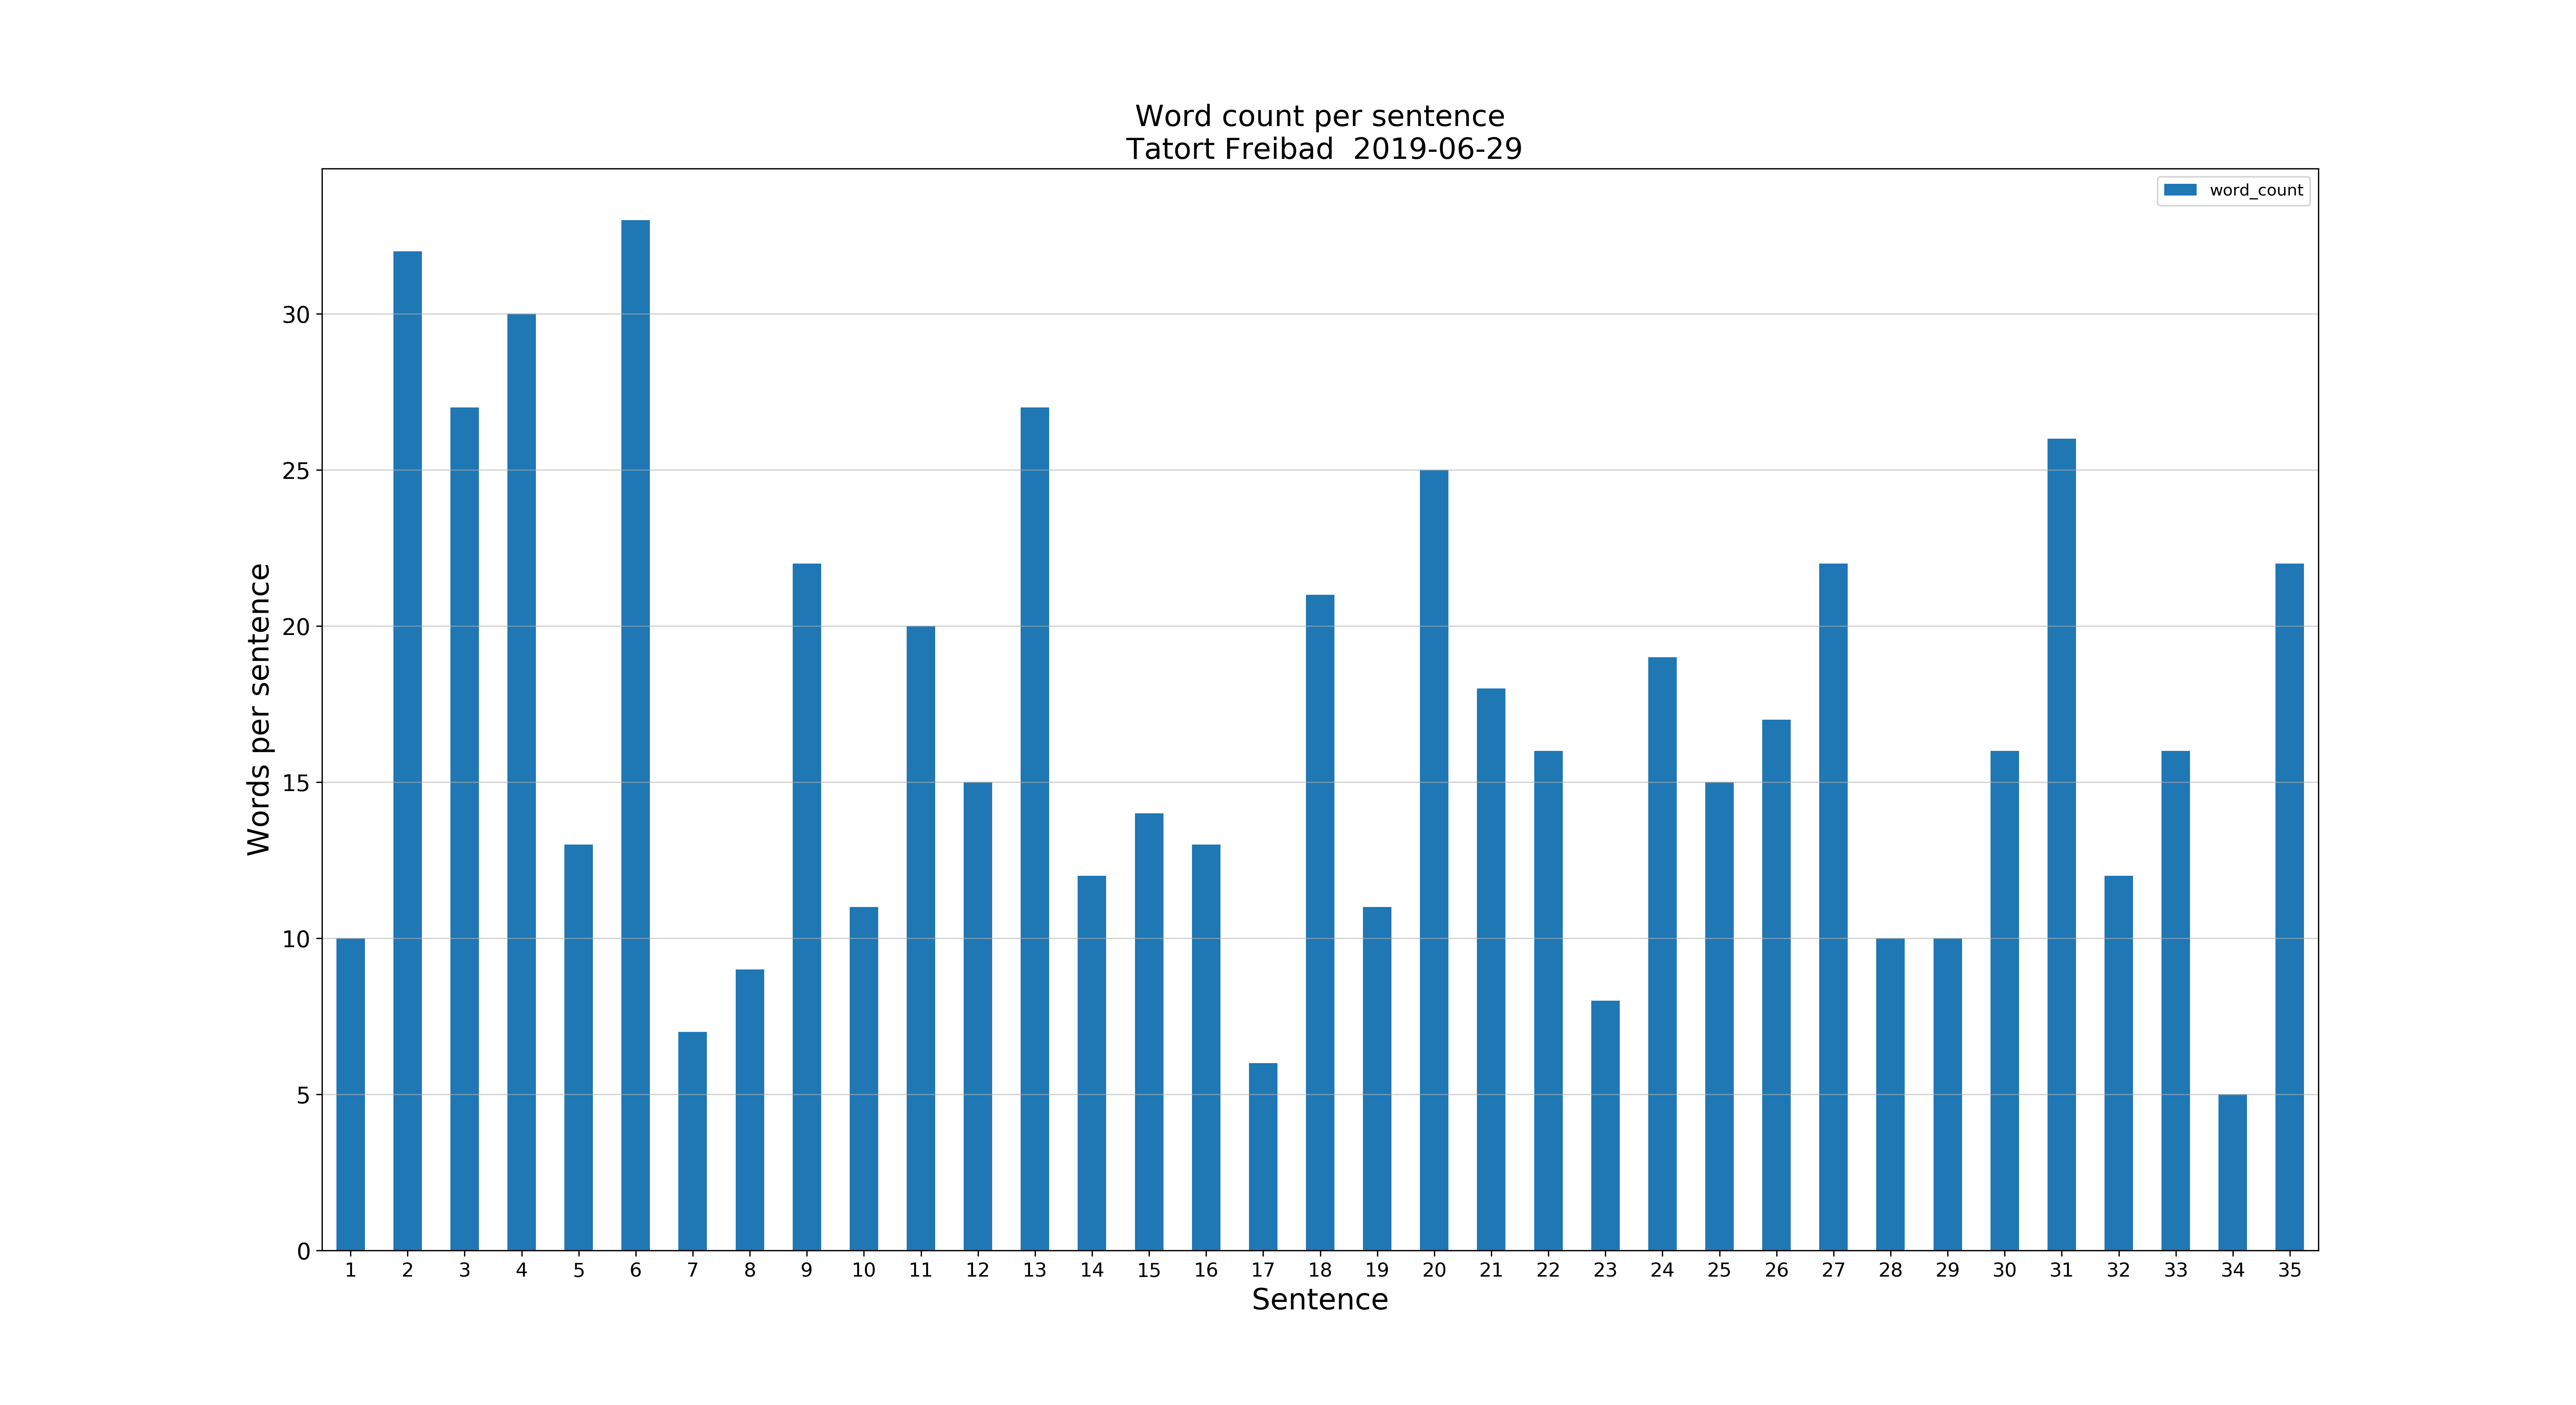 Word count per sentence
Tatort Freibad  2019-06-29
word_count
Words per sentence
30
25
20
15
10
5
0
1 2 3 4 5 6 7 8 9 10 11 12 13 14 15 16 17 18 19 20 21 22 23 24 25 26 27 28 29 30 31 32 33 34 35
Sentence